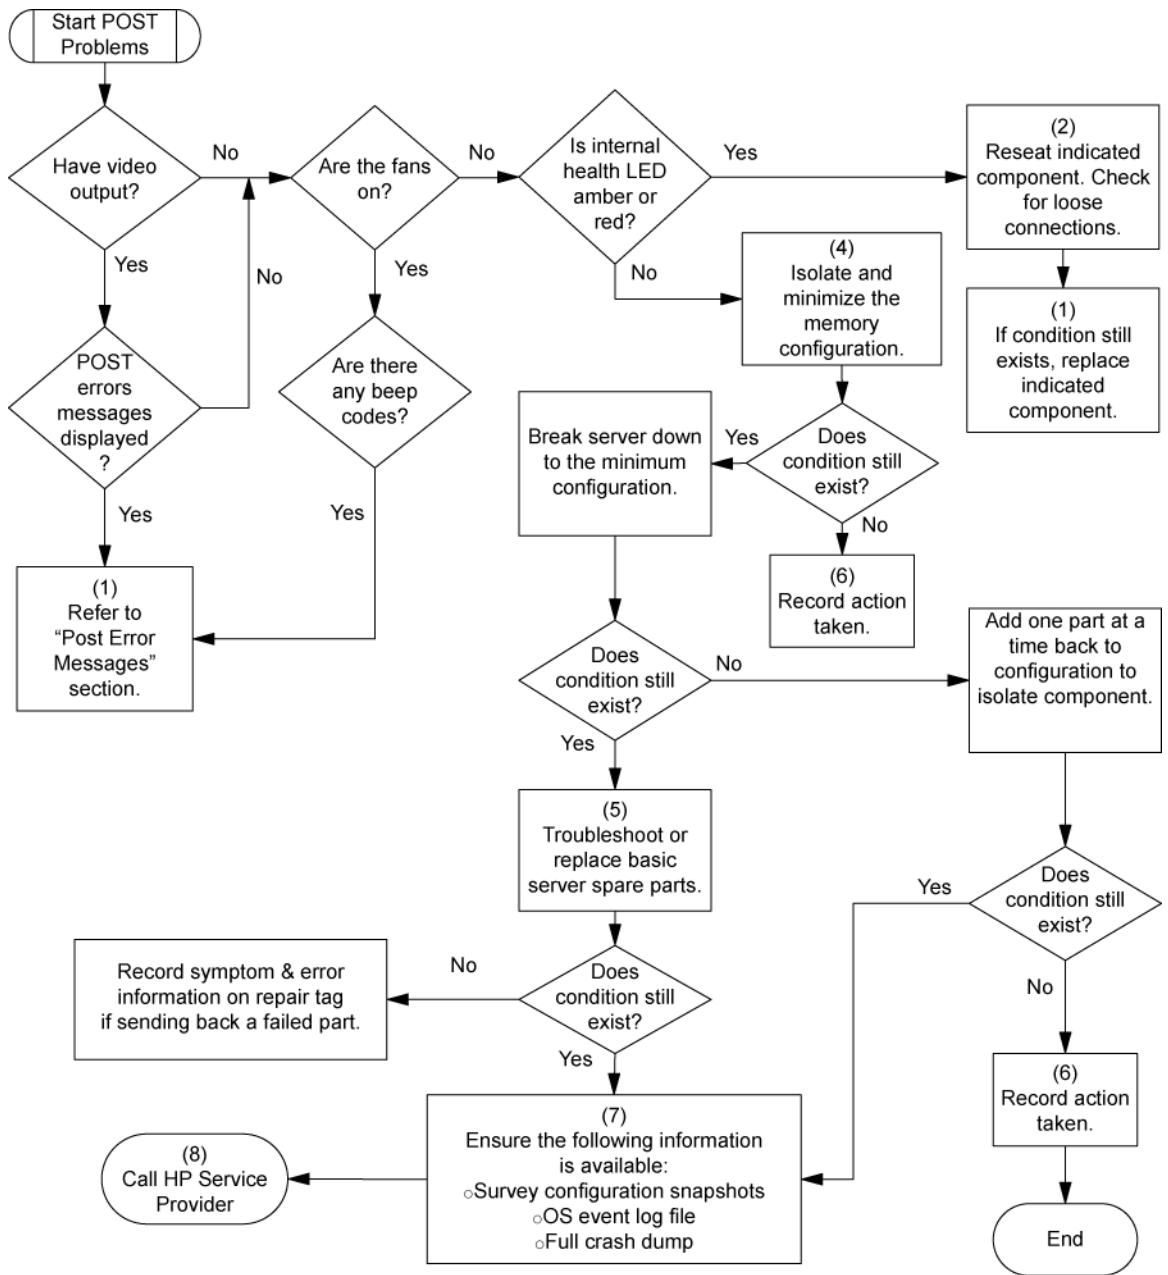 Start POST
Problems
Have video
output?
No
Are the fans
on?
No
Is internal
health LED
amber or
red?
Yes
(2)
Reseat indicated
component. Check
for loose
connections.
Yes
No
Yes
No
(4)
Isolate and
minimize the
memory
configuration.
(1)
If condition still
exists, replace
indicated
component.
POST
errors
messages
displayed
?
Are there
any beep
codes?
Break server down
to the minimum
configuration.
Yes
Does
condition still
exist?
Yes
Yes
No
(1)
Refer to
“Post Error
Messages”
section.
(6)
Record action
taken.
Does
condition still
exist?
No
Add one part at a
time back to
configuration to
isolate component.
Yes
(5)
Troubleshoot or
replace basic
server spare parts.
Yes
Does
condition still
exist?
Record symptom & error
information on repair tag
if sending back a failed part.
No
Does
condition still
exist?
No
Yes
(6)
Record action
taken.
(7)
Ensure the following information
is available:
○Survey configuration snapshots
○OS event log file
○Full crash dump
(8)
Call HP Service
Provider
End